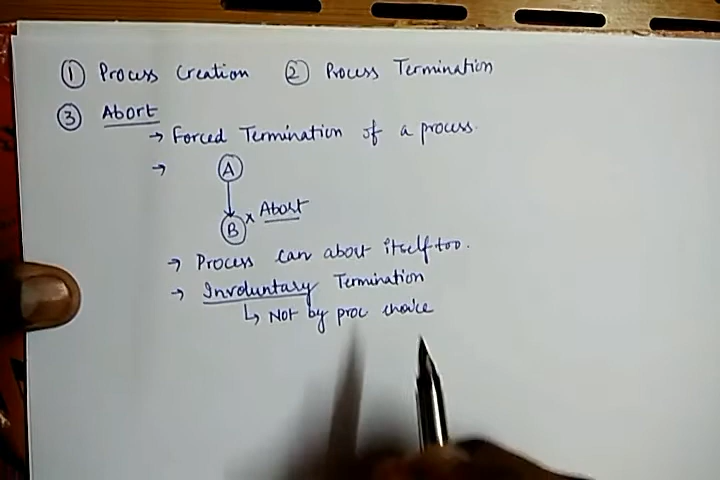 ① Process Creation ② Process Termination
③ Abort
→ Forced Termination of a process.
→ A
B × Abort
→ Process can about itself too.
→ Involuntary Termination
↳ Not by proc choice